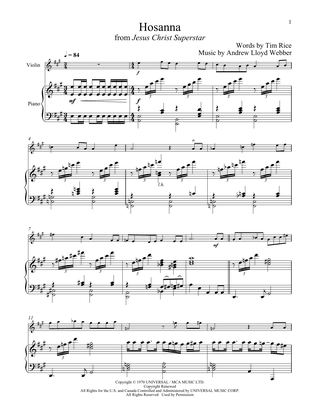 1
Hosanna
from Jesus Christ Superstar
Words by Tim Rice
Music by Andrew Lloyd Webber
♩ = 84
Violin
Piano
mf
f
4
l.h.
7
11
Copyright © 1970 UNIVERSAL / MCA MUSIC LTD.
Copyright Renewed
All Rights for the U.S. and Canada Controlled and Administered by UNIVERSAL MUSIC CORP.
All Rights Reserved Used by Permission